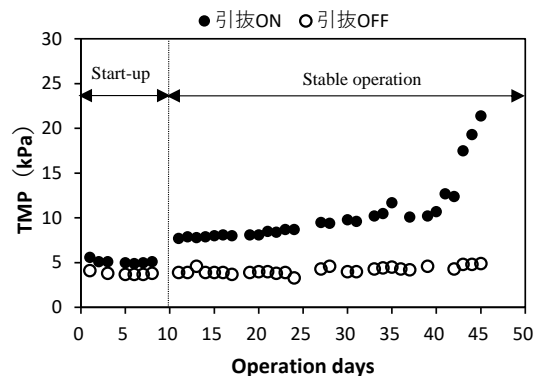 ●引抜ON ○引抜OFF
30
25
20
15
10
5
0
TMP（kPa）
Start-up
Stable operation
0 5 10 15 20 25 30 35 40 45 50
Operation days